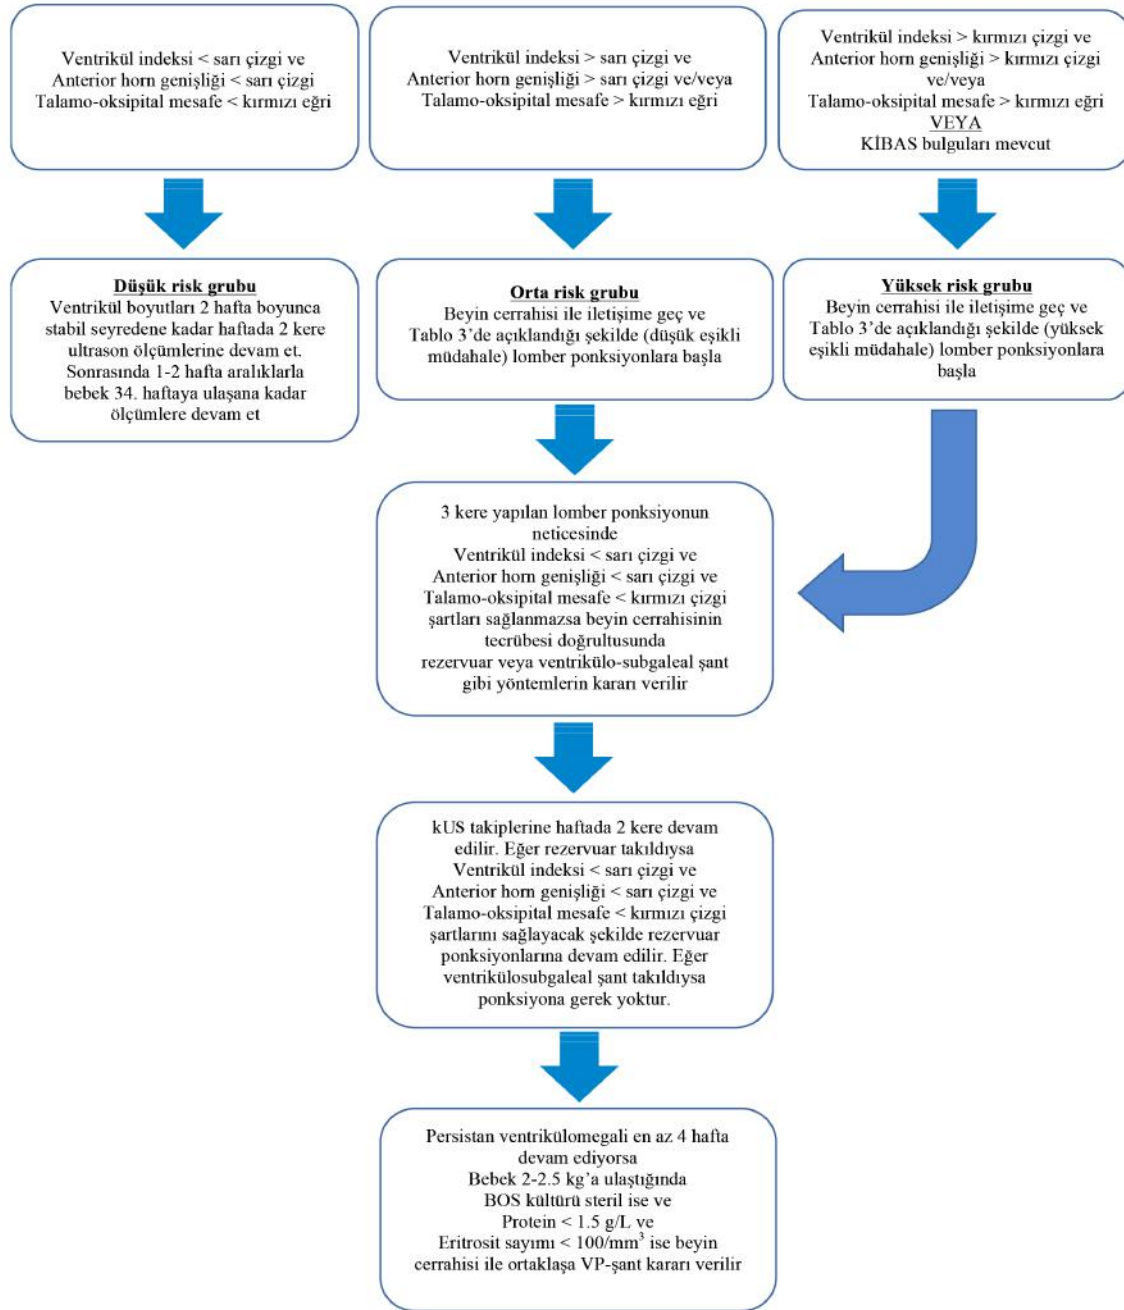 Ventrikül indeksi < sarı çizgi ve
Anterior horn genişliği < sarı çizgi
Talamo-oksipital mesafe < kırmızı eğri
Ventrikül indeksi > sarı çizgi ve
Anterior horn genişliği > sarı çizgi ve/veya
Talamo-oksipital mesafe > kırmızı eğri
Ventrikül indeksi > kırmızı çizgi ve
Anterior horn genişliği > kırmızı çizgi
ve/veya
Talamo-oksipital mesafe > kırmızı eğri
VEYA
KİBAS bulguları mevcut
Düşük risk grubu
Ventrikül boyutları 2 hafta boyunca
stabil seyredene kadar haftada 2 kere
ultrason ölçümlerine devam et.
Sonrasında 1-2 hafta aralıklarla
bebek 34. haftaya ulaşana kadar
ölçümlere devam et
Orta risk grubu
Beyin cerrahisi ile iletişime geç ve
Tablo 3’de açıklandığı şekilde (düşük eşikli
müdahale) lomber ponksiyonlara başla
Yüksek risk grubu
Beyin cerrahisi ile iletişime geç ve
Tablo 3’de açıklandığı şekilde (yüksek
eşikli müdahale) lomber ponksiyonlara
başla
3 kere yapılan lomber ponksiyonun
neticesinde
Ventrikül indeksi < sarı çizgi ve
Anterior horn genişliği < sarı çizgi ve
Talamo-oksipital mesafe < kırmızı çizgi
şartları sağlanmazsa beyin cerrahisinin
tecrübesi doğrultusunda
rezervuar veya ventrikülo-subgaleal şant
gibi yöntemlerin kararı verilir
kUS takiplerine haftada 2 kere devam
edilir. Eğer rezervuar takıldıysa
Ventrikül indeksi < sarı çizgi ve
Anterior horn genişliği < sarı çizgi ve
Talamo-oksipital mesafe < kırmızı çizgi
şartlarını sağlayacak şekilde rezervuar
ponksiyonlarına devam edilir. Eğer
ventrikülosubgaleal şant takıldıysa
ponksiyona gerek yoktur.
Persistan ventrikülomegali en az 4 hafta
devam ediyorsa
Bebek 2-2.5 kg’a ulaştığında
BOS kültürü steril ise ve
Protein < 1.5 g/L ve
Eritrosit sayımı < 100/mm³ ise beyin
cerrahisi ile ortaklaşa VP-şant kararı verilir